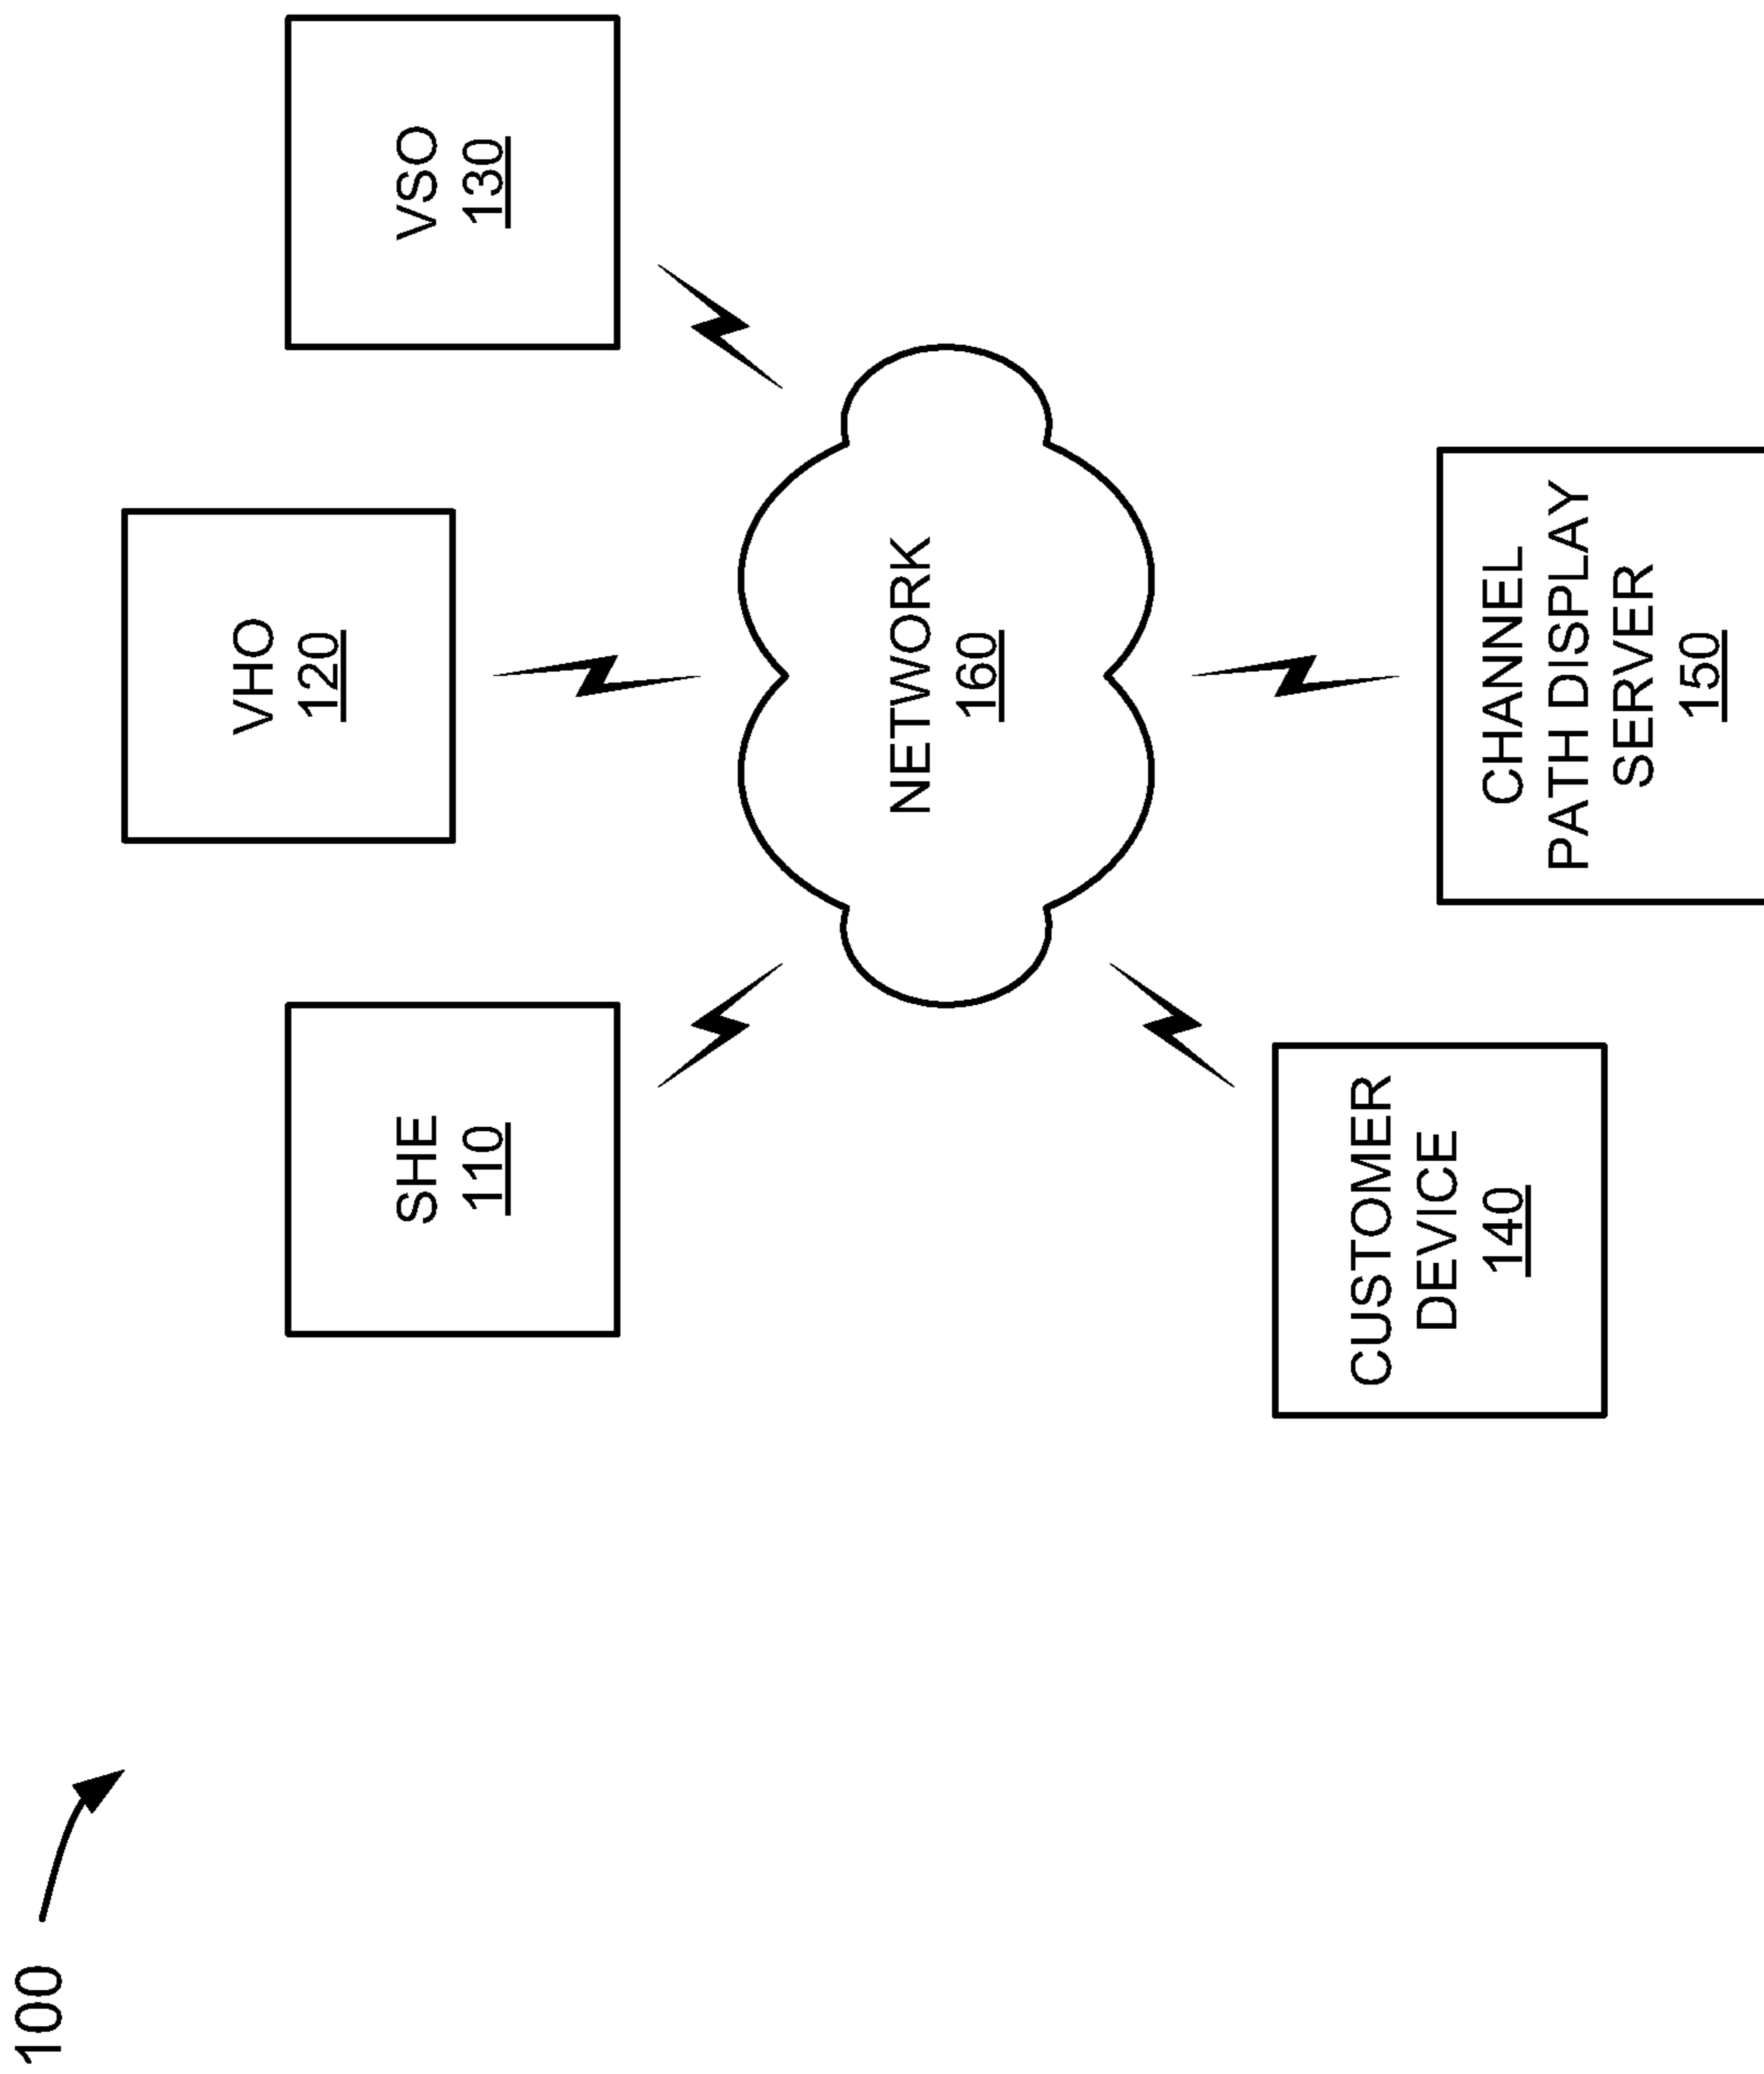 100
SHE
110
VHO
120
VSO
130
NETWORK
160
CUSTOMER
DEVICE
140
CHANNEL
PATH DISPLAY
SERVER
150